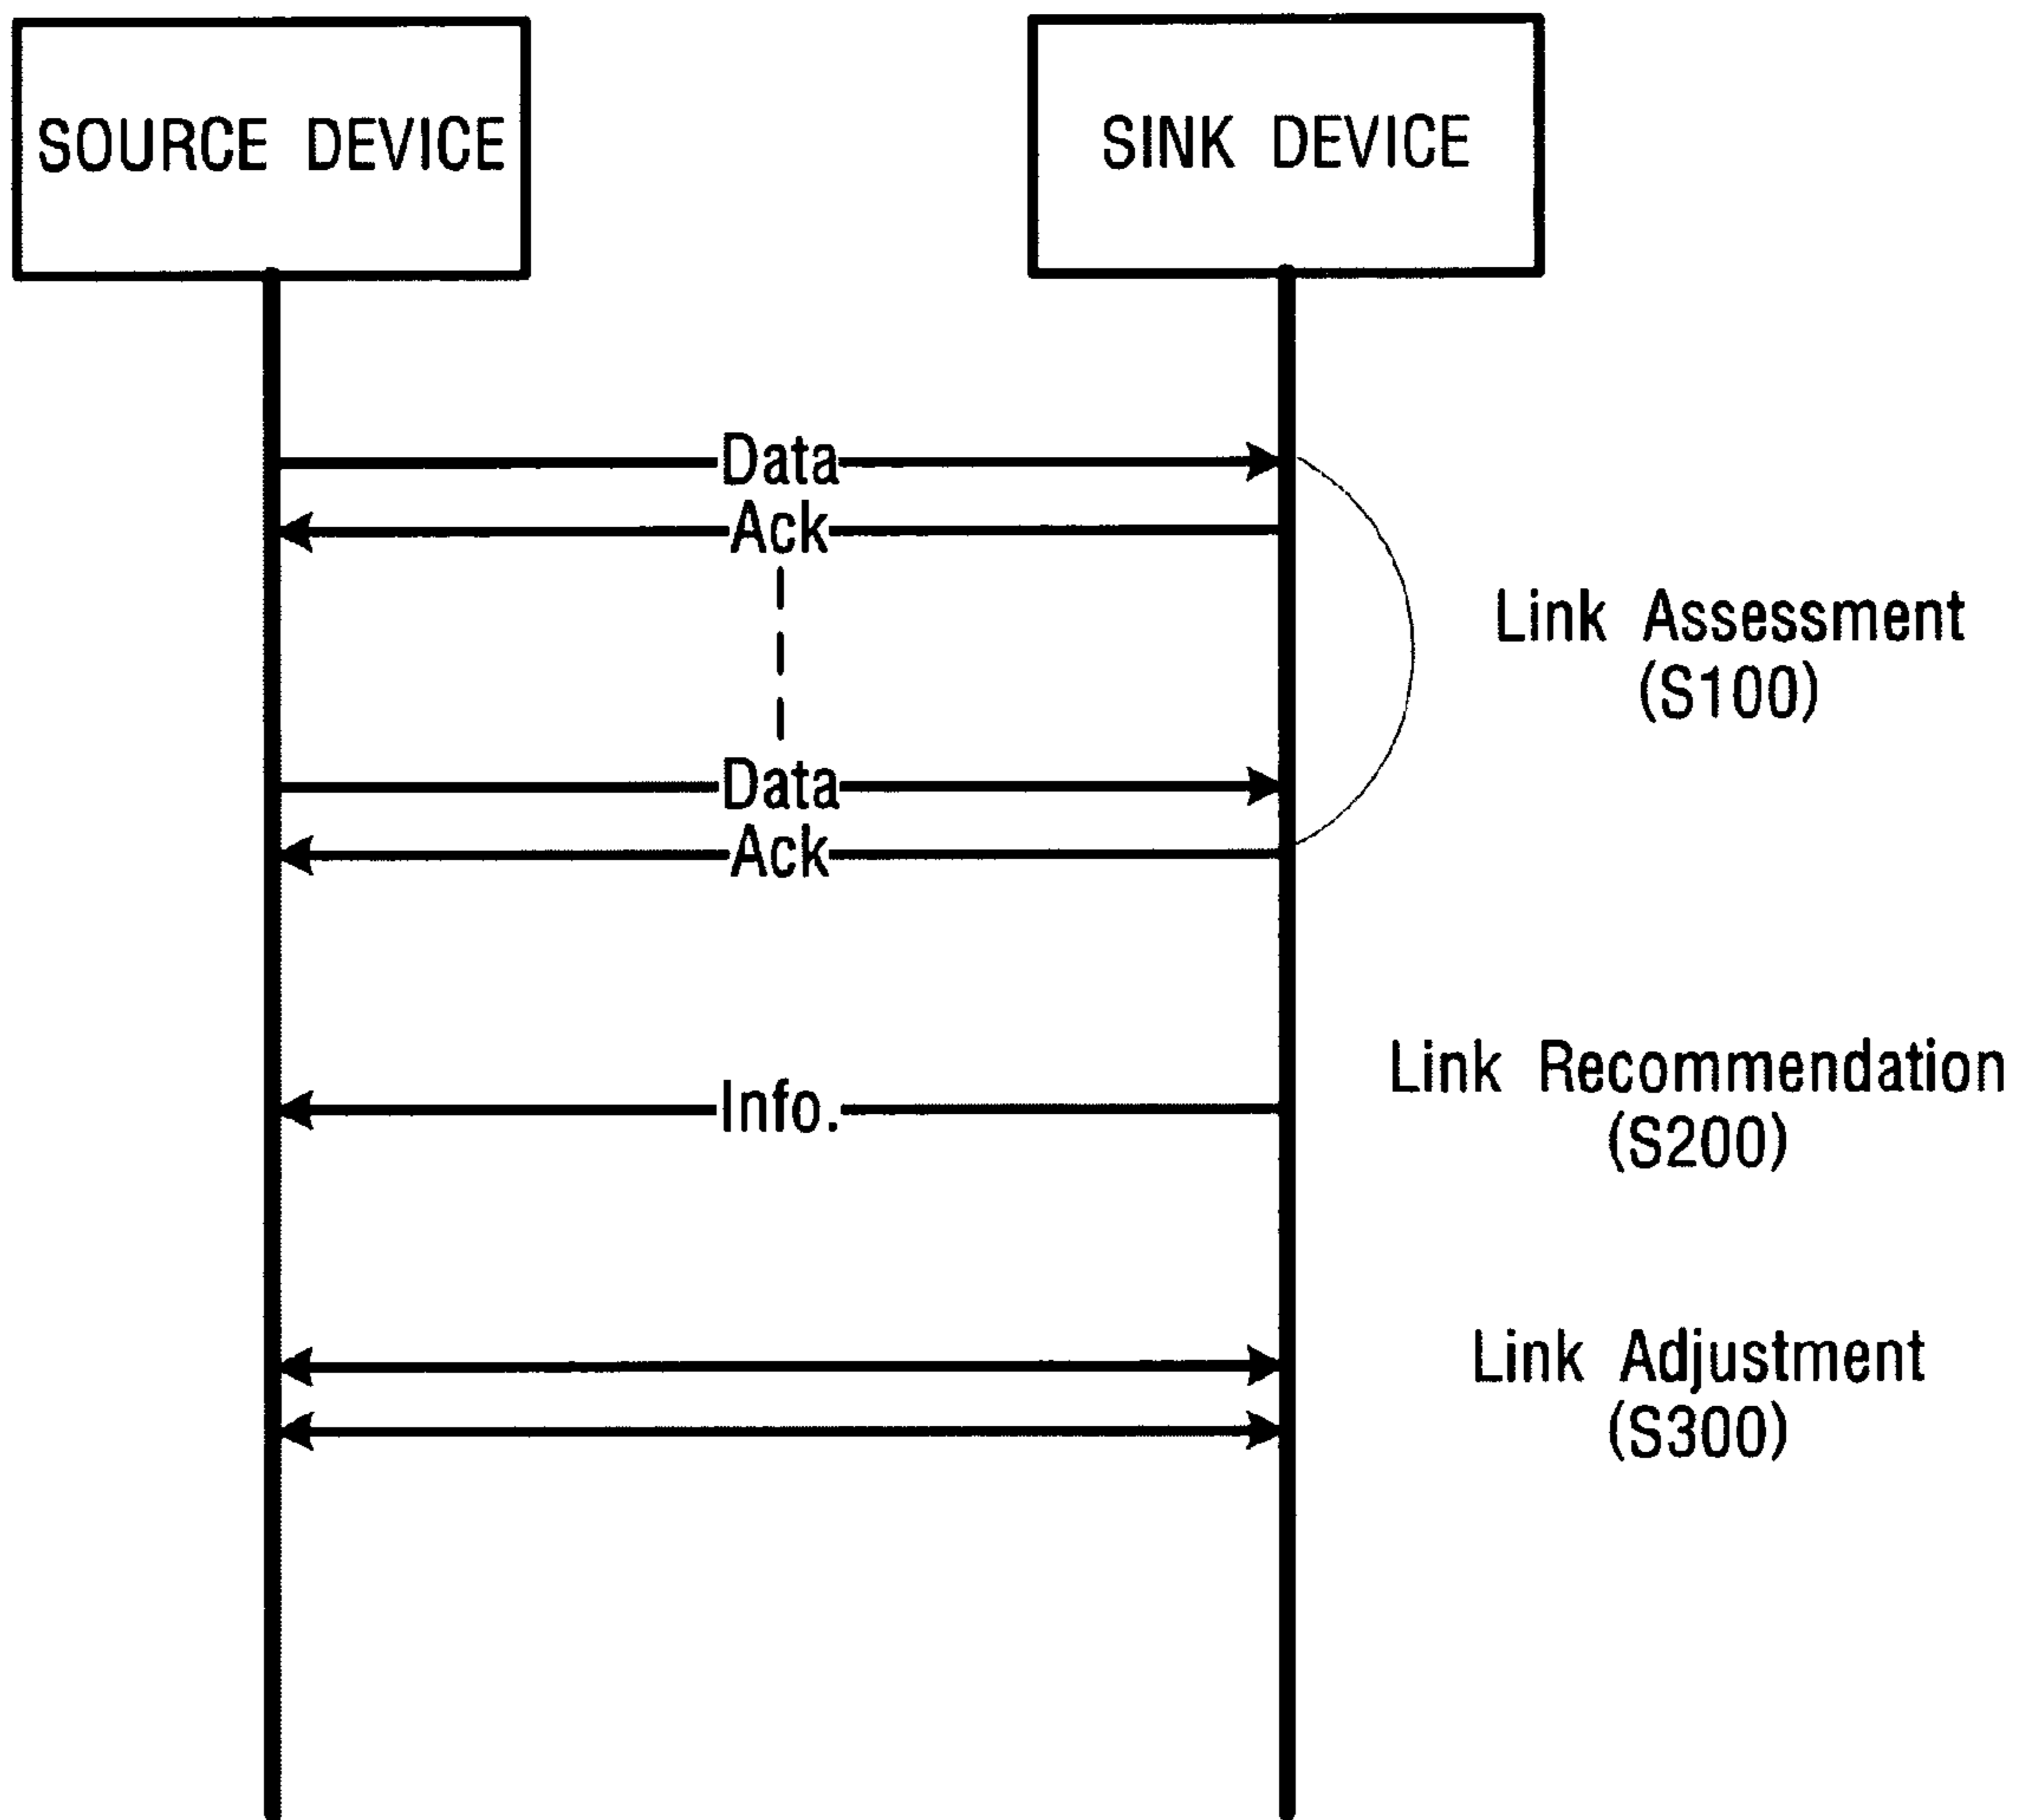 SOURCE DEVICE
SINK DEVICE
Data
Ack
Link Assessment
(S100)
Data
Ack
Link Recommendation
(S200)
Info.
Link Adjustment
(S300)